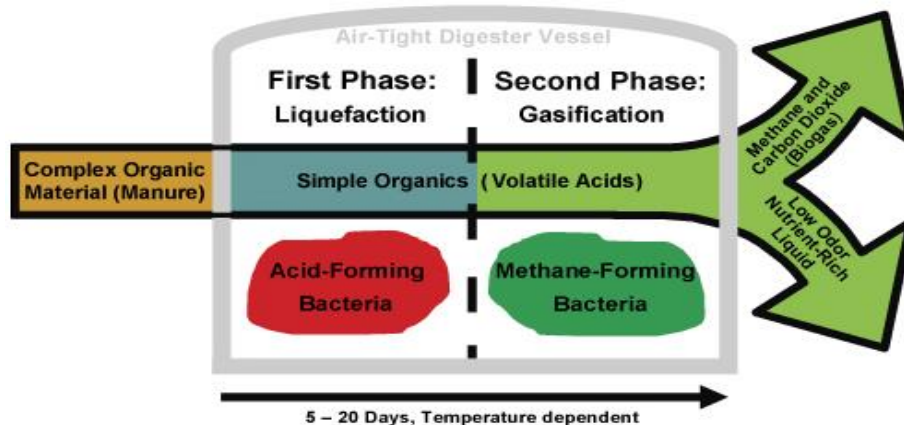 Air-Tight Digester Vessel
First Phase:
Liquefaction
Second Phase:
Gasification
Complex Organic
Material (Manure)
Simple Organics (Volatile Acids)
Methane and
Carbon Dioxide
(Biogas)
Low Odor
Nutrient-Rich
Liquid
Acid-Forming
Bacteria
Methane-Forming
Bacteria
5 – 20 Days, Temperature dependent